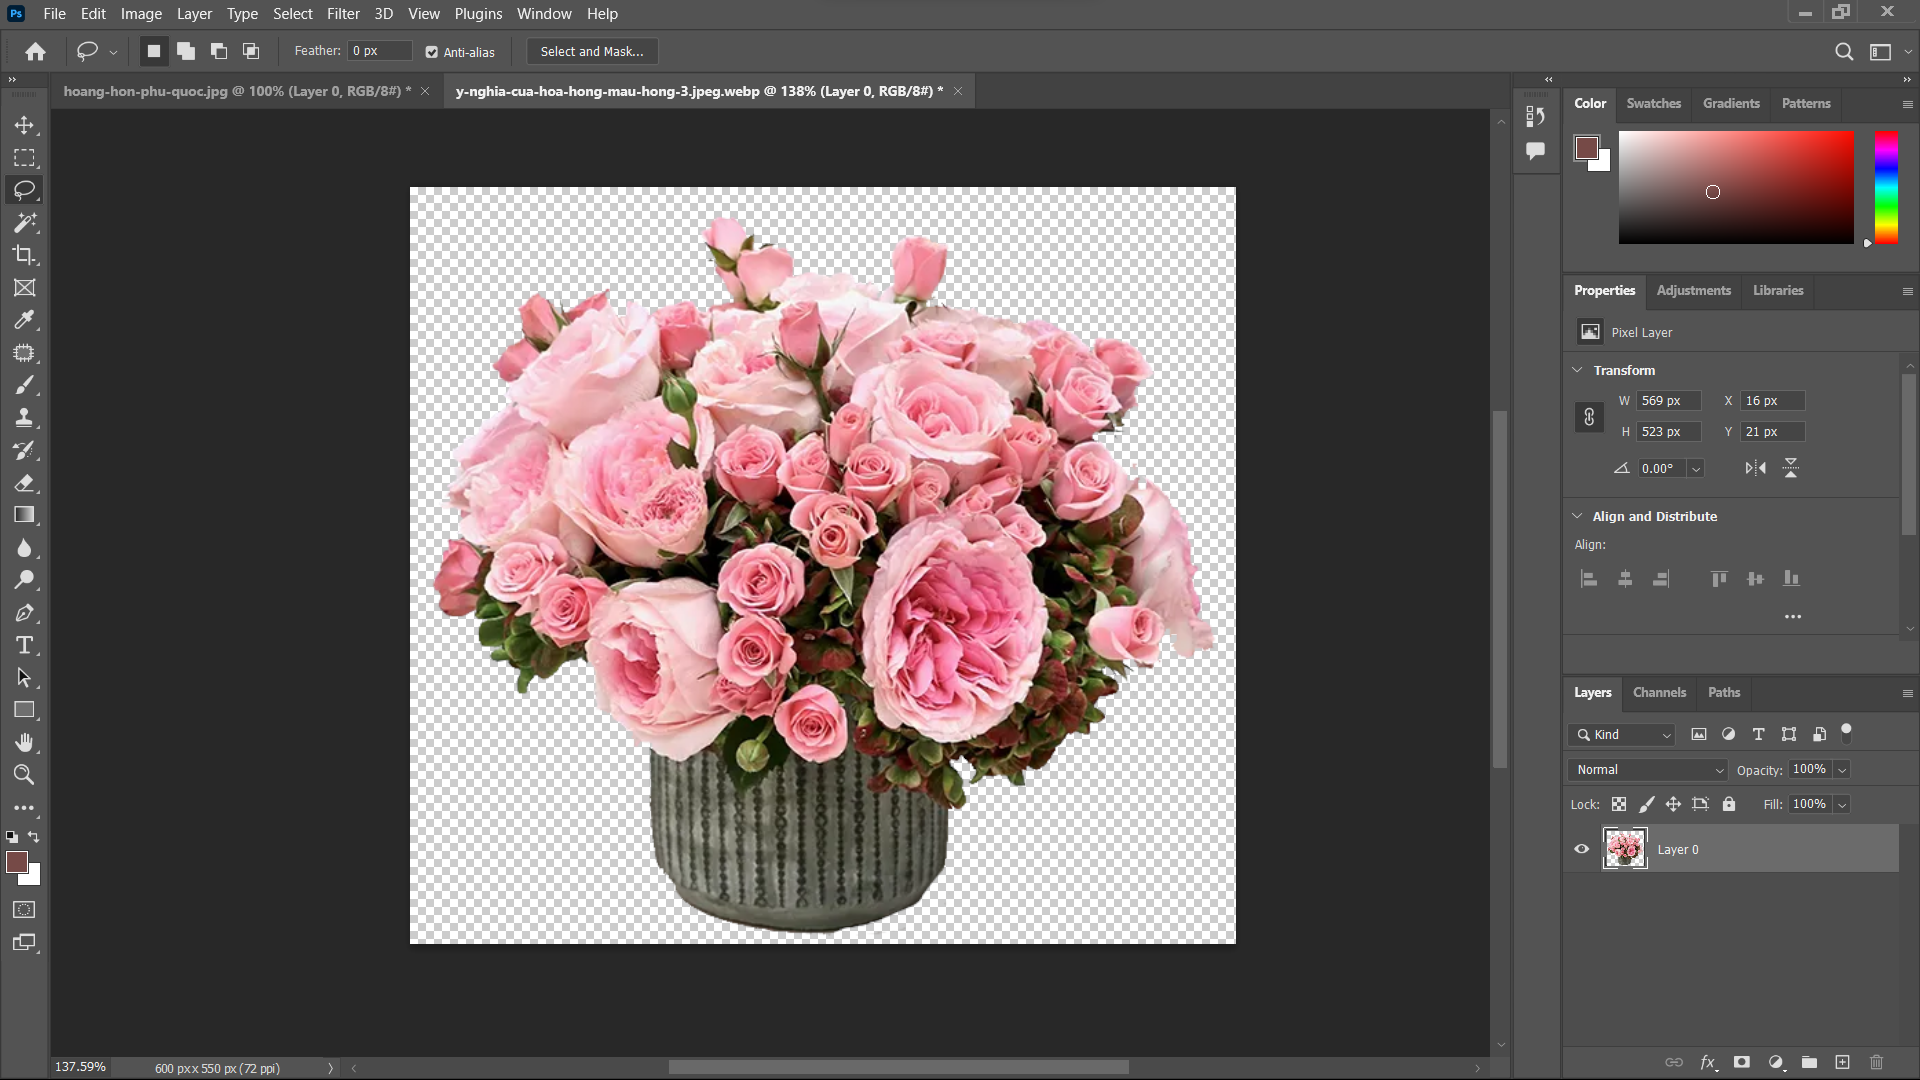 Ps File Edit Image Layer Type Select Filter 3D View Plugins Window Help
Feather: 0 px Anti-alias Select and Mask...
hoang-hon-phu-quoc.jpg @ 100% (Layer 0, RGB/8#) * y-nghia-cua-hoa-hong-mau-hong-3.jpeg.webp @ 138% (Layer 0, RGB/8#) *
Color Swatches Gradients Patterns
Properties Adjustments Libraries
Pixel Layer
Transform
W 569 px X 16 px
H 523 px Y 21 px
0.00°
Align and Distribute
Align:
Layers Channels Paths
Kind
Normal Opacity: 100%
Lock: Fill: 100%
Layer 0
fx
137.59% 600 px x 550 px (72 ppi)